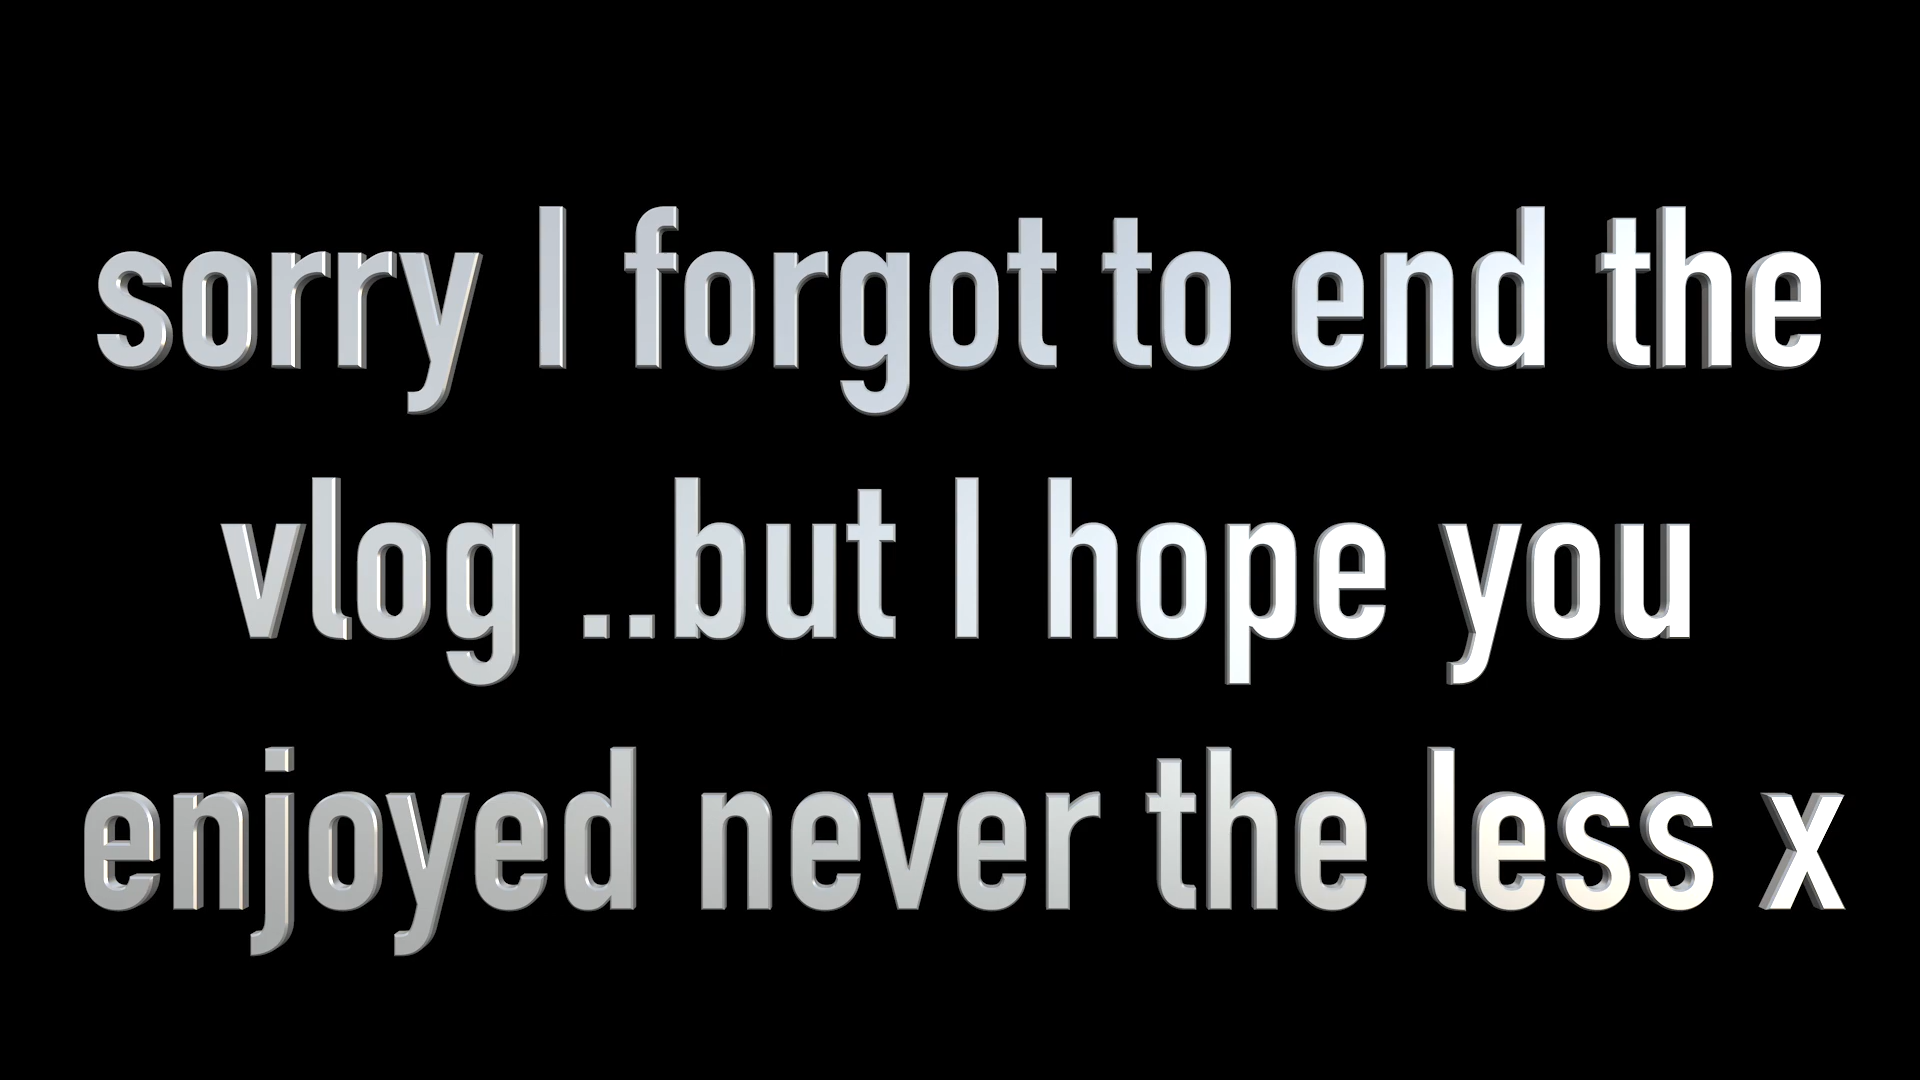 sorry I forgot to end the
vlog ..but I hope you
enjoyed never the less x